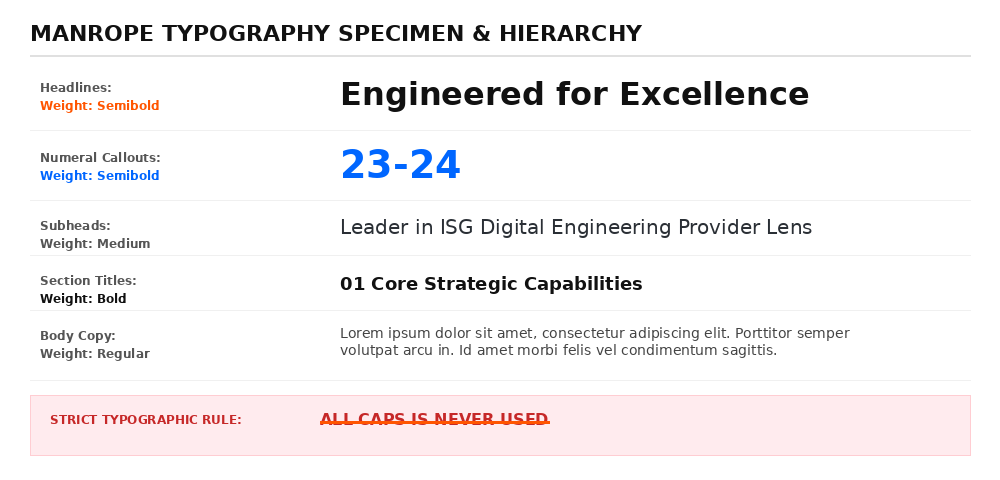 MANROPE TYPOGRAPHY SPECIMEN & HIERARCHY
Headlines:
Weight: Semibold
Engineered for Excellence
Numeral Callouts:
Weight: Semibold
23-24
Subheads:
Weight: Medium
Leader in ISG Digital Engineering Provider Lens
Section Titles:
Weight: Bold
01 Core Strategic Capabilities
Body Copy:
Weight: Regular
Lorem ipsum dolor sit amet, consectetur adipiscing elit. Porttitor semper
volutpat arcu in. Id amet morbi felis vel condimentum sagittis.
STRICT TYPOGRAPHIC RULE:
ALL CAPS IS NEVER USED